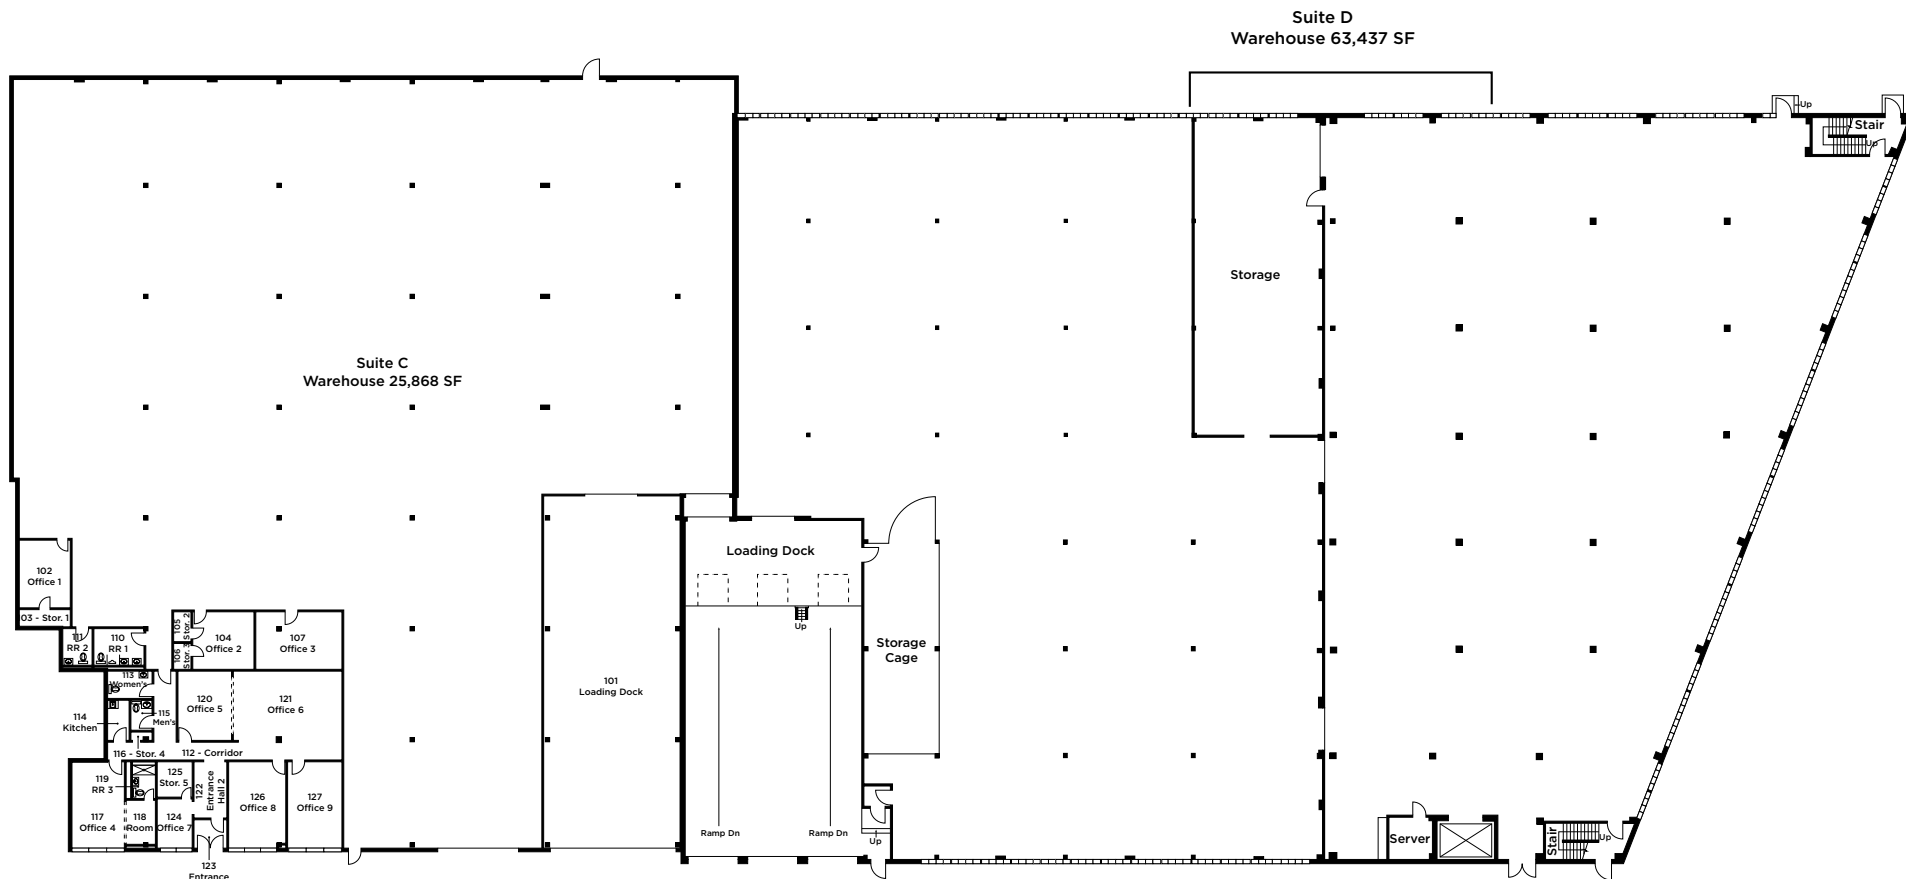 Suite D
Warehouse 63,437 SF
Up
Stair
Up
Storage
Suite C
Warehouse 25,868 SF
Loading Dock
102
Office 1
03 - Stor. 1
105
Stor. 2
104
Office 2
107
Office 3
Up
111
RR 2
110
RR 1
106
Stor. 3
Storage
Cage
113
Women's
101
Loading Dock
120
Office 5
121
Office 6
114
Kitchen
115
Men's
116 - Stor. 4
112 - Corridor
119
RR 3
125
Stor. 5
122
Entrance
Hall 2
126
Office 8
127
Office 9
117
Office 4
118
Room
124
Office 7
Ramp Dn
Ramp Dn
Up
Server
Stair
Up
123
Entrance